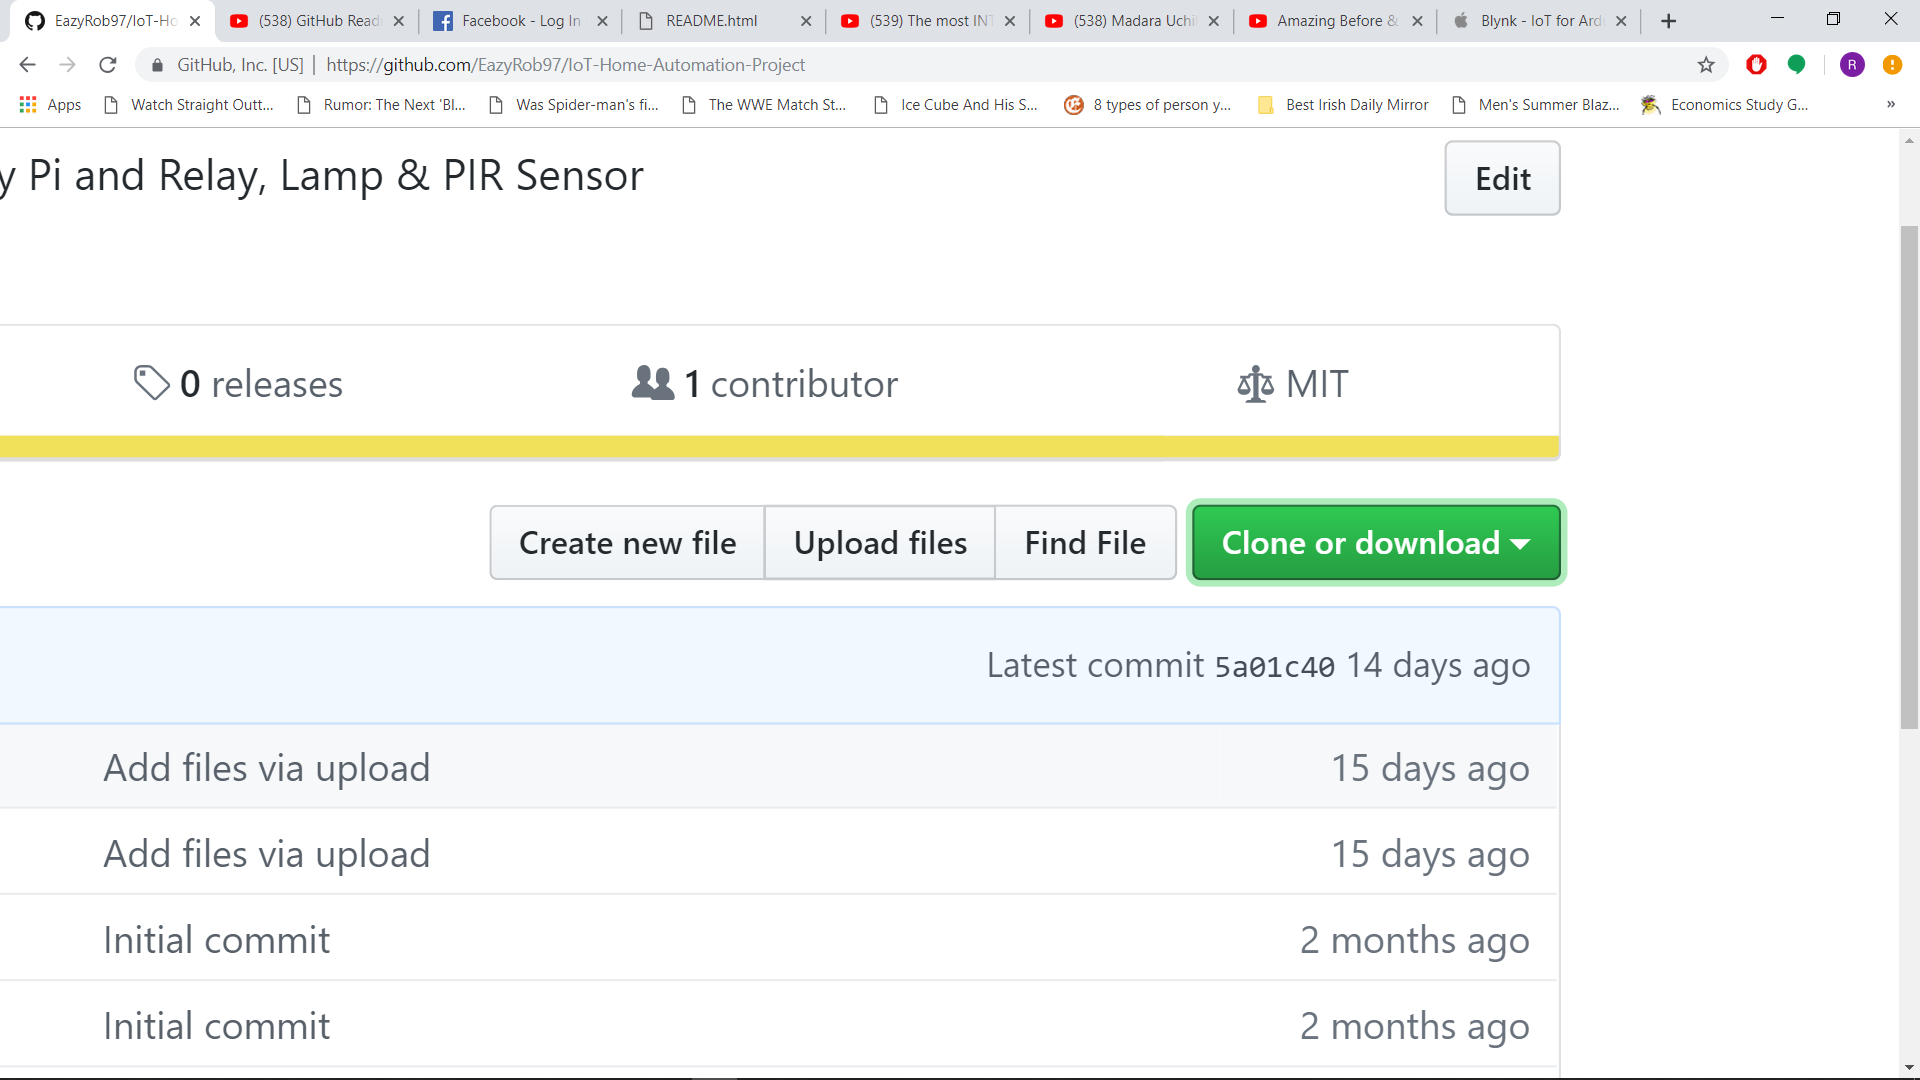 EazyRob97/IoT-Ho
(538) GitHub Read
Facebook - Log In
README.html
(539) The most INT
(538) Madara Uchi
Amazing Before &
Blynk - IoT for Ard
GitHub, Inc. [US] | https://github.com/EazyRob97/IoT-Home-Automation-Project
R
Apps
Watch Straight Outt...
Rumor: The Next 'Bl...
Was Spider-man's fi...
The WWE Match St...
Ice Cube And His S...
8 types of person y...
Best Irish Daily Mirror
Men's Summer Blaz...
Economics Study G...
»
y Pi and Relay, Lamp & PIR Sensor
Edit
0 releases
1 contributor
MIT
Create new file
Upload files
Find File
Clone or download
Latest commit 5a01c40 14 days ago
Add files via upload 15 days ago
Add files via upload 15 days ago
Initial commit 2 months ago
Initial commit 2 months ago